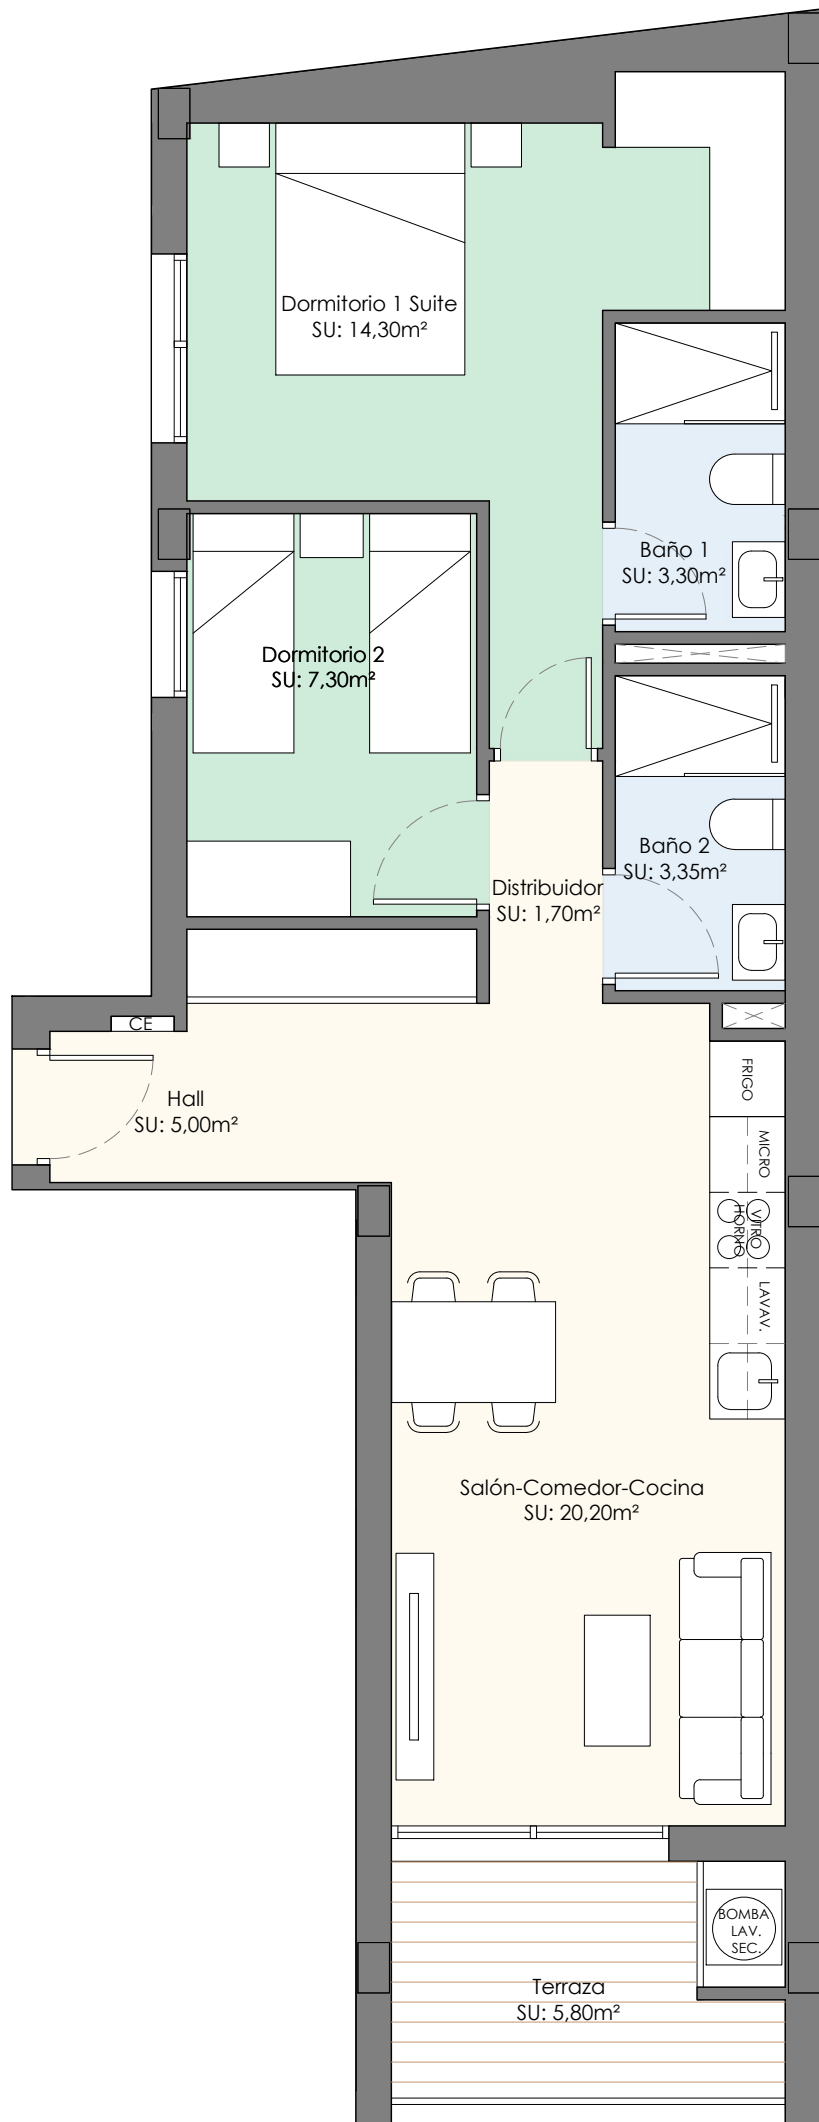 Dormitorio 1 Suite
SU: 14,30m²
Baño 1
SU: 3,30m²
Dormitorio 2
SU: 7,30m²
Baño 2
SU: 3,35m²
Distribuidor
SU: 1,70m²
CE
Hall
SU: 5,00m²
FRIGO
MICRO
VITRO
HORNO
LAVAV.
Salón-Comedor-Cocina
SU: 20,20m²
BOMBA
LAV.
SEC.
Terraza
SU: 5,80m²